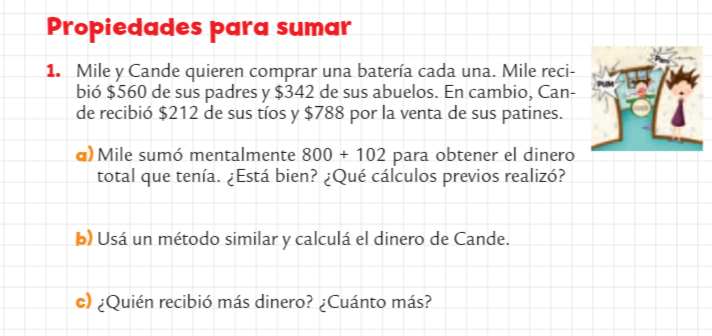 Propiedades para sumar
1. Mile y Cande quieren comprar una batería cada una. Mile reci-
bió $560 de sus padres y $342 de sus abuelos. En cambio, Can-
de recibió $212 de sus tíos y $788 por la venta de sus patines.
PUM
a) Mile sumó mentalmente 800 + 102 para obtener el dinero
total que tenía. ¿Está bien? ¿Qué cálculos previos realizó?
b) Usá un método similar y calculá el dinero de Cande.
c) ¿Quién recibió más dinero? ¿Cuánto más?